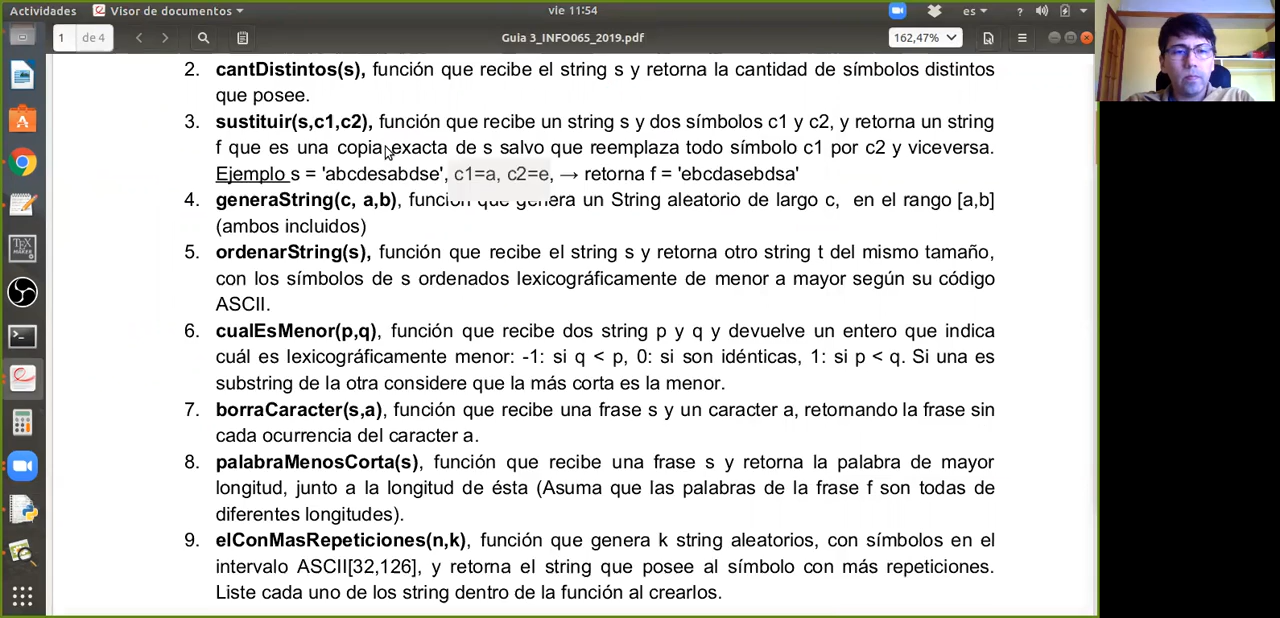 Actividades
Visor de documentos
vie 11:54
es
?
1
de 4
Guia 3_INFO065_2019.pdf
162,47%
2. cantDistintos(s), función que recibe el string s y retorna la cantidad de símbolos distintos
que posee.
3. sustituir(s,c1,c2), función que recibe un string s y dos símbolos c1 y c2, y retorna un string
f que es una copia exacta de s salvo que reemplaza todo símbolo c1 por c2 y viceversa.
Ejemplo s = 'abcdesabdse', c1=a, c2=e, → retorna f = 'ebcdasebdsa'
4. generaString(c, a,b), función que genera un String aleatorio de largo c, en el rango [a,b]
(ambos incluidos)
5. ordenarString(s), función que recibe el string s y retorna otro string t del mismo tamaño,
con los símbolos de s ordenados lexicográficamente de menor a mayor según su código
ASCII.
6. cualEsMenor(p,q), función que recibe dos string p y q y devuelve un entero que indica
cuál es lexicográficamente menor: -1: si q < p, 0: si son idénticas, 1: si p < q. Si una es
substring de la otra considere que la más corta es la menor.
7. borraCaracter(s,a), función que recibe una frase s y un caracter a, retornando la frase sin
cada ocurrencia del caracter a.
8. palabraMenosCorta(s), función que recibe una frase s y retorna la palabra de mayor
longitud, junto a la longitud de ésta (Asuma que las palabras de la frase f son todas de
diferentes longitudes).
9. elConMasRepeticiones(n,k), función que genera k string aleatorios, con símbolos en el
intervalo ASCII[32,126], y retorna el string que posee al símbolo con más repeticiones.
Liste cada uno de los string dentro de la función al crearlos.